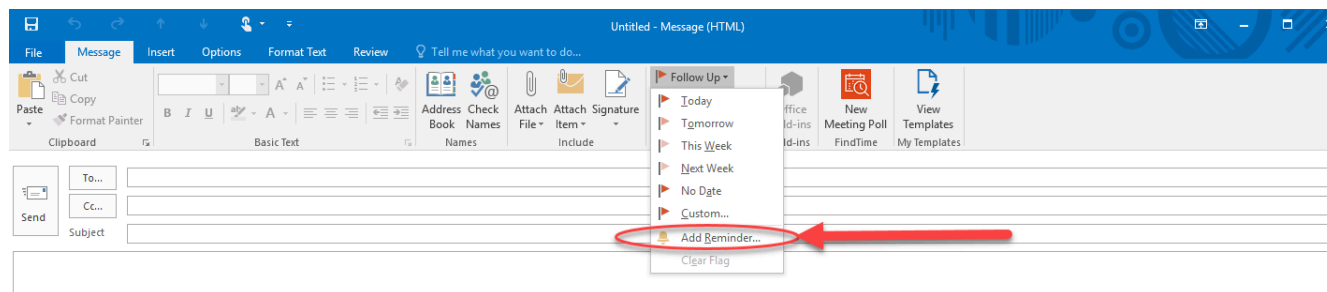 Untitled - Message (HTML)
File Message Insert Options Format Text Review Tell me what you want to do...
Paste
Cut
Copy
Format Painter
Clipboard
B I U
Basic Text
Address Book
Check Names
Names
Attach File
Attach Item
Signature
Include
Follow Up
Today
Tomorrow
This Week
Next Week
No Date
Custom...
Add Reminder...
Clear Flag
New Meeting Poll
FindTime
View Templates
My Templates
Send
To...
Cc...
Subject